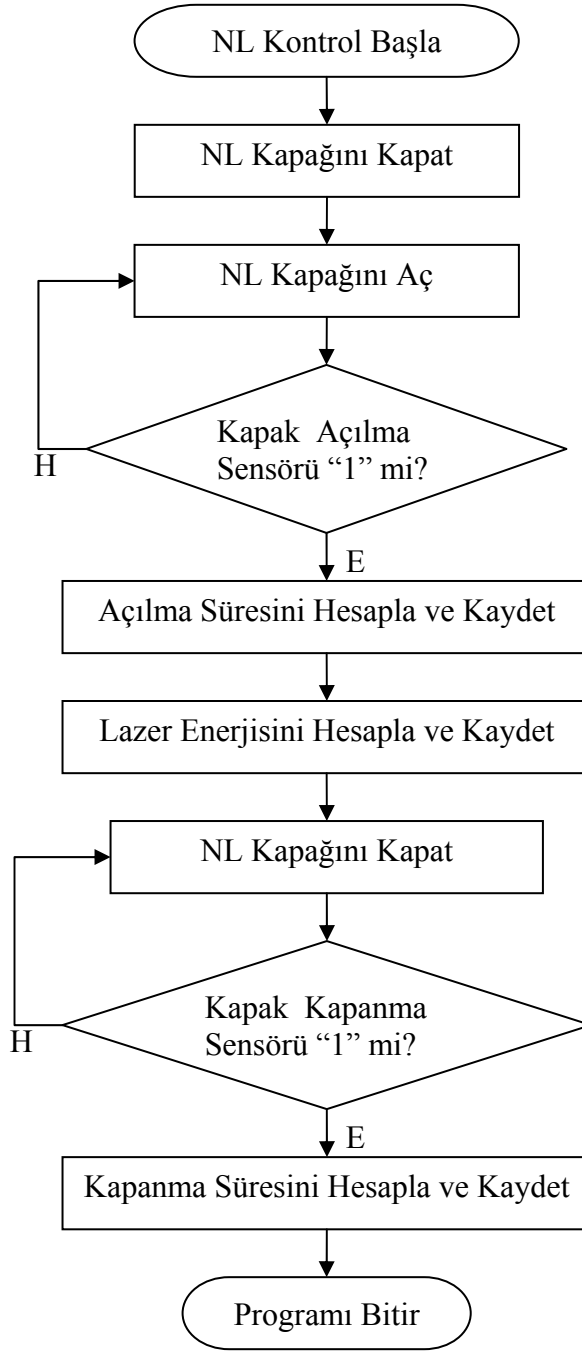 NL Kontrol Başla
NL Kapağını Kapat
NL Kapağını Aç
Kapak Açılma
Sensörü “1” mi?
H
E
Açılma Süresini Hesapla ve Kaydet
Lazer Enerjisini Hesapla ve Kaydet
NL Kapağını Kapat
Kapak Kapanma
Sensörü “1” mi?
H
E
Kapanma Süresini Hesapla ve Kaydet
Programı Bitir